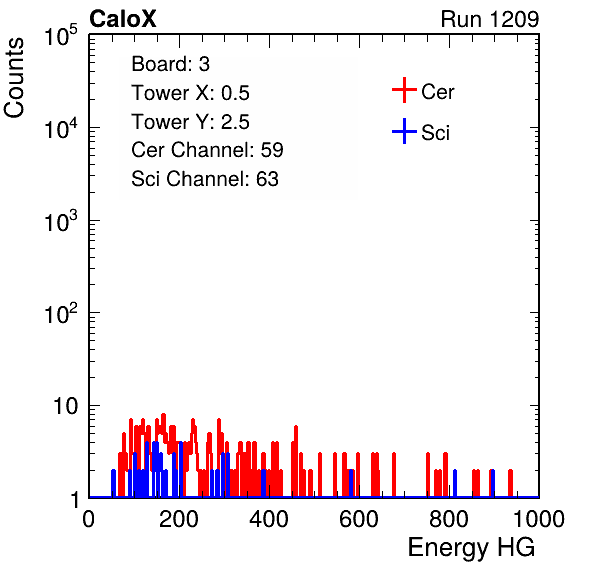 CaloX Run 1209
Counts
10^5
10^4
10^3
10^2
10
1
Board: 3
Tower X: 0.5
Tower Y: 2.5
Cer Channel: 59
Sci Channel: 63
Cer
Sci
0 200 400 600 800 1000
Energy HG